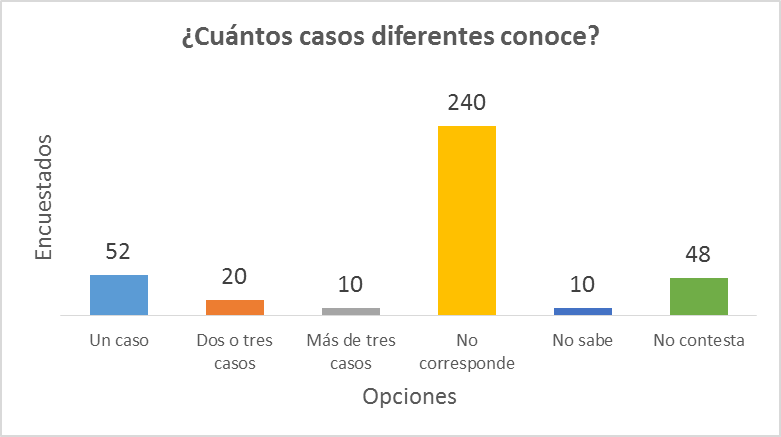 ¿Cuántos casos diferentes conoce?
Encuestados
52
20
10
240
10
48
Un caso
Dos o tres
casos
Más de tres
casos
No
corresponde
No sabe
No contesta
Opciones